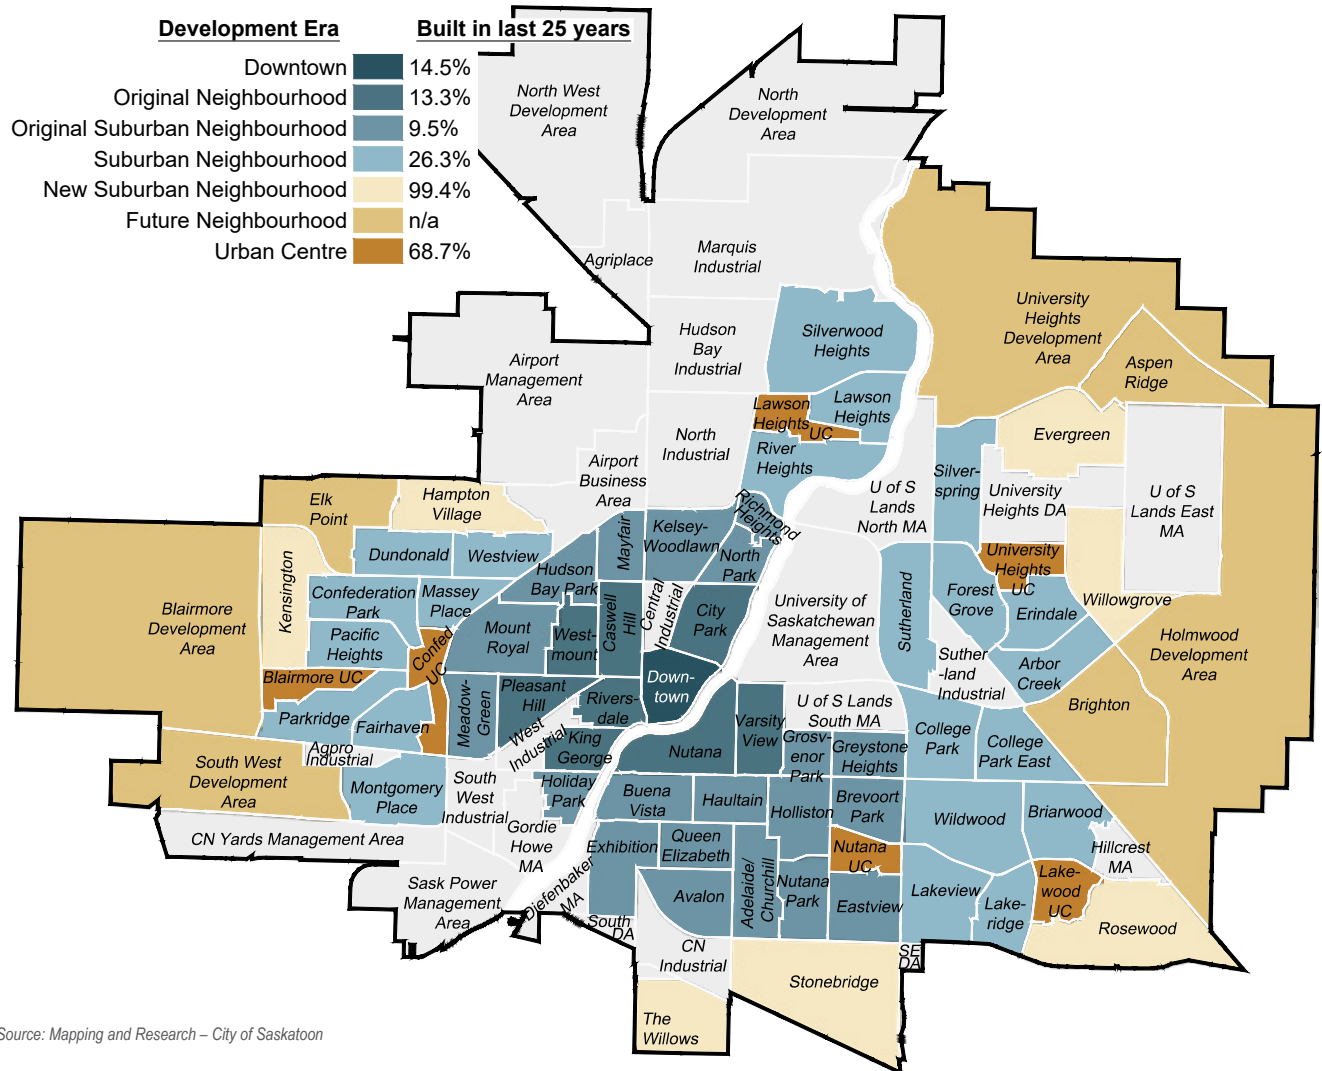 Development Era Built in last 25 years
Downtown 14.5%
Original Neighbourhood 13.3%
Original Suburban Neighbourhood 9.5%
Suburban Neighbourhood 26.3%
New Suburban Neighbourhood 99.4%
Future Neighbourhood n/a
Urban Centre 68.7%
North West
Development
Area
North
Development
Area
Agriplace
Marquis
Industrial
University
Heights
Development
Area
Aspen
Ridge
Hudson
Bay
Industrial
Silverwood
Heights
Airport
Management
Area
Lawson
Heights
UC
Lawson
Heights
North
Industrial
River
Heights
Evergreen
Airport
Business
Area
Silver-
spring
University
Heights DA
U of S
Lands
North MA
U of S
Lands East
MA
Elk
Point
Hampton
Village
Richmond
Heights
Mayfair
Kelsey-
Woodlawn
North
Park
Dundonald
Westview
Hudson
Bay Park
University
Heights
UC
Kensington
Confederation
Park
Massey
Place
Caswell
Hill
Central
Industrial
City
Park
University of
Saskatchewan
Management
Area
Sutherland
Forest
Grove
Erindale
Willowgrove
Blairmore
Development
Area
Pacific
Heights
Confed
UC
Mount
Royal
West-
mount
Holmwood
Development
Area
Suther
-land
Industrial
Arbor
Creek
Blairmore UC
Meadow-
Green
Pleasant
Hill
Rivers-
dale
Down-
town
Brighton
Parkridge
Fairhaven
West
Industrial
King
George
Nutana
Varsity
View
U of S Lands
South MA
College
Park
College
Park East
Agpro
Industrial
Grosv-
enor
Park
Greystone
Heights
South West
Development
Area
Montgomery
Place
South
West
Industrial
Holiday
Park
Buena
Vista
Haultain
Holliston
Brevoort
Park
Wildwood
Briarwood
CN Yards Management Area
Gordie
Howe
MA
Exhibition
Queen
Elizabeth
Nutana
UC
Hillcrest
MA
Sask Power
Management
Area
Diefenbaker
MA
Avalon
Adelaide/
Churchill
Nutana
Park
Eastview
Lakeview
Lake-
ridge
Lake-
wood
UC
South
DA
Rosewood
CN
Industrial
SE
DA
Stonebridge
The
Willows
Source: Mapping and Research – City of Saskatoon